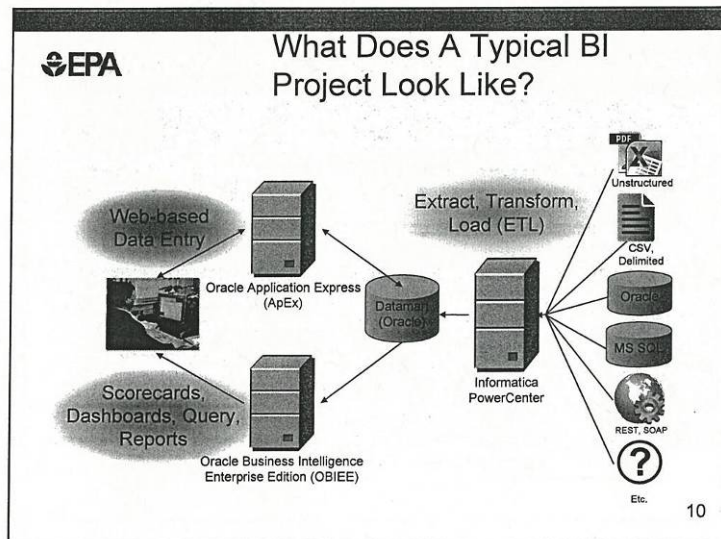 EPA
What Does A Typical BI
Project Look Like?
Web-based
Data Entry
Oracle Application Express
(ApEx)
Scorecards,
Dashboards, Query,
Reports
Oracle Business Intelligence
Enterprise Edition (OBIEE)
Datamart
(Oracle)
Extract, Transform,
Load (ETL)
Informatica
PowerCenter
PDF
X
Unstructured
CSV,
Delimited
Oracle
MS SQL
REST, SOAP
?
Etc.
10